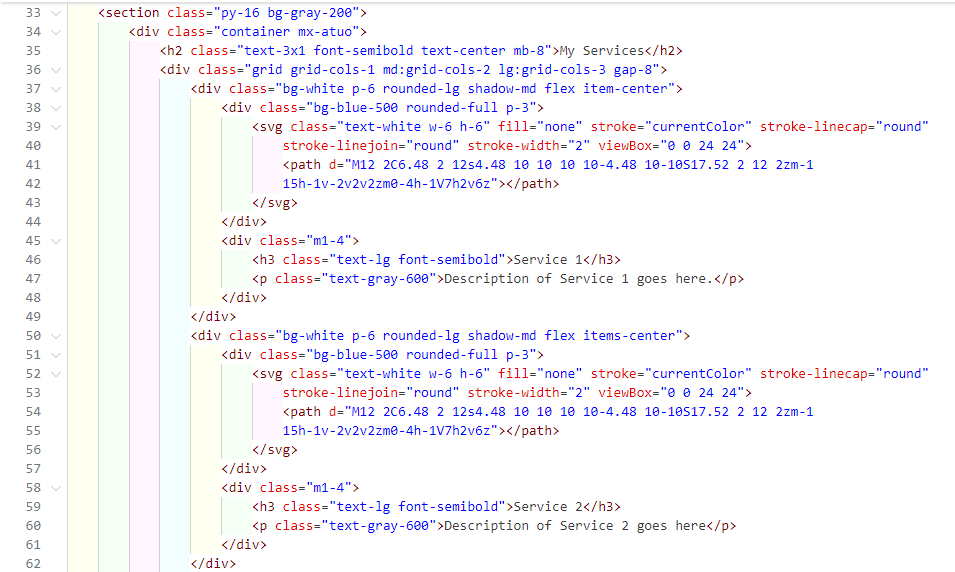 33 <section class="py-16 bg-gray-200">
34 <div class="container mx-atuo">
35 <h2 class="text-3x1 font-semibold text-center mb-8">My Services</h2>
36 <div class="grid grid-cols-1 md:grid-cols-2 lg:grid-cols-3 gap-8">
37 <div class="bg-white p-6 rounded-lg shadow-md flex item-center">
38 <div class="bg-blue-500 rounded-full p-3">
39 <svg class="text-white w-6 h-6" fill="none" stroke="currentColor" stroke-linecap="round"
40 stroke-linejoin="round" stroke-width="2" viewBox="0 0 24 24">
41 <path d="M12 2C6.48 2 12s4.48 10 10 10 10-4.48 10-10S17.52 2 12 2zm-1
42 15h-1v-2v2v2zm0-4h-1V7h2v6z"></path>
43 </svg>
44 </div>
45 <div class="m1-4">
46 <h3 class="text-lg font-semibold">Service 1</h3>
47 <p class="text-gray-600">Description of Service 1 goes here.</p>
48 </div>
49 </div>
50 <div class="bg-white p-6 rounded-lg shadow-md flex items-center">
51 <div class="bg-blue-500 rounded-full p-3">
52 <svg class="text-white w-6 h-6" fill="none" stroke="currentColor" stroke-linecap="round"
53 stroke-linejoin="round" stroke-width="2" viewBox="0 0 24 24">
54 <path d="M12 2C6.48 2 12s4.48 10 10 10 10-4.48 10-10S17.52 2 12 2zm-1
55 15h-1v-2v2v2zm0-4h-1V7h2v6z"></path>
56 </svg>
57 </div>
58 <div class="m1-4">
59 <h3 class="text-lg font-semibold">Service 2</h3>
60 <p class="text-gray-600">Description of Service 2 goes here</p>
61 </div>
62 </div>